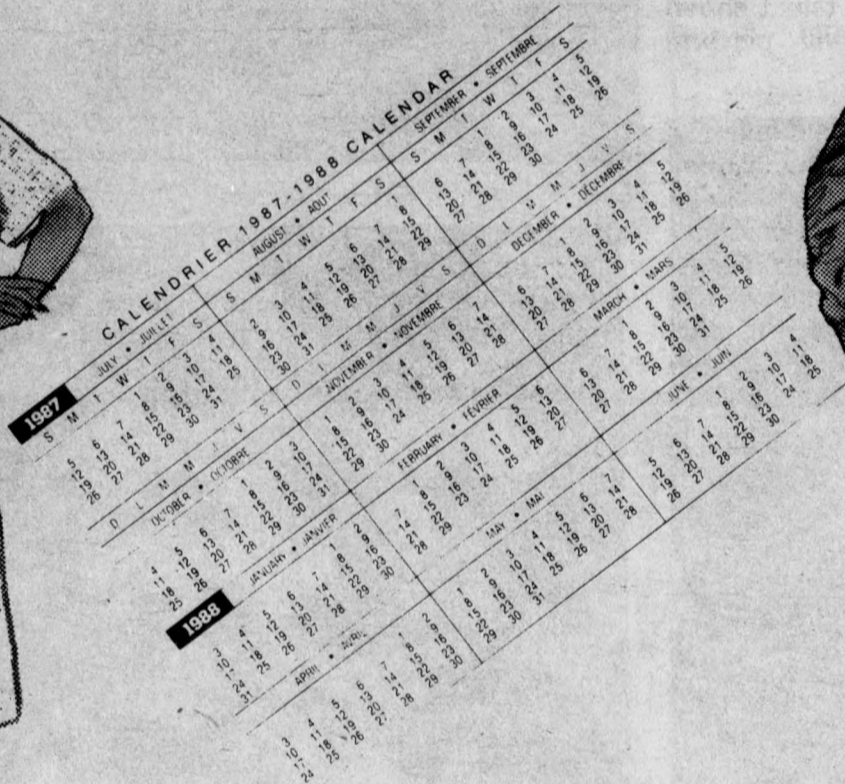 CALENDRIER 1987-1988 CALENDAR
1987
JULY • JUILLET
S M T W T F S
1 2 3 4
5 6 7 8 9 10 11
12 13 14 15 16 17 18
19 20 21 22 23 24 25
26 27 28 29 30 31
D L M M J V S
AUGUST • AOUT
S M T W T F S
1
2 3 4 5 6 7 8
9 10 11 12 13 14 15
16 17 18 19 20 21 22
23 24 25 26 27 28 29
30 31
D L M M J V S
SEPTEMBER • SEPTEMBRE
S M T W T F S
1 2 3 4 5
6 7 8 9 10 11 12
13 14 15 16 17 18 19
20 21 22 23 24 25 26
27 28 29 30
D L M M J V S
OCTOBER • OCTOBRE
1 2 3
4 5 6 7 8 9 10
11 12 13 14 15 16 17
18 19 20 21 22 23 24
25 26 27 28 29 30 31
NOVEMBER • NOVEMBRE
1 2 3 4 5 6 7
8 9 10 11 12 13 14
15 16 17 18 19 20 21
22 23 24 25 26 27 28
29 30
DECEMBER • DÉCEMBRE
1 2 3 4 5
6 7 8 9 10 11 12
13 14 15 16 17 18 19
20 21 22 23 24 25 26
27 28 29 30 31
1988
JANUARY • JANVIER
1 2
3 4 5 6 7 8 9
10 11 12 13 14 15 16
17 18 19 20 21 22 23
24 25 26 27 28 29 30
31
FEBRUARY • FÉVRIER
1 2 3 4 5 6
7 8 9 10 11 12 13
14 15 16 17 18 19 20
21 22 23 24 25 26 27
28 29
MARCH • MARS
1 2 3 4 5
6 7 8 9 10 11 12
13 14 15 16 17 18 19
20 21 22 23 24 25 26
27 28 29 30 31
APRIL • AVRIL
1 2
3 4 5 6 7 8 9
10 11 12 13 14 15 16
17 18 19 20 21 22 23
24 25 26 27 28 29 30
MAY • MAI
1 2 3 4 5 6 7
8 9 10 11 12 13 14
15 16 17 18 19 20 21
22 23 24 25 26 27 28
29 30 31
JUNE • JUIN
1 2 3 4
5 6 7 8 9 10 11
12 13 14 15 16 17 18
19 20 21 22 23 24 25
26 27 28 29 30